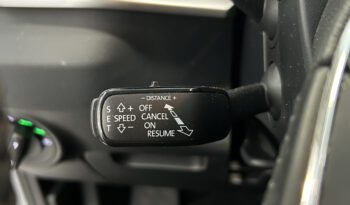 − DISTANCE +
S + OFF
E SPEED CANCEL
T − ON
RESUME